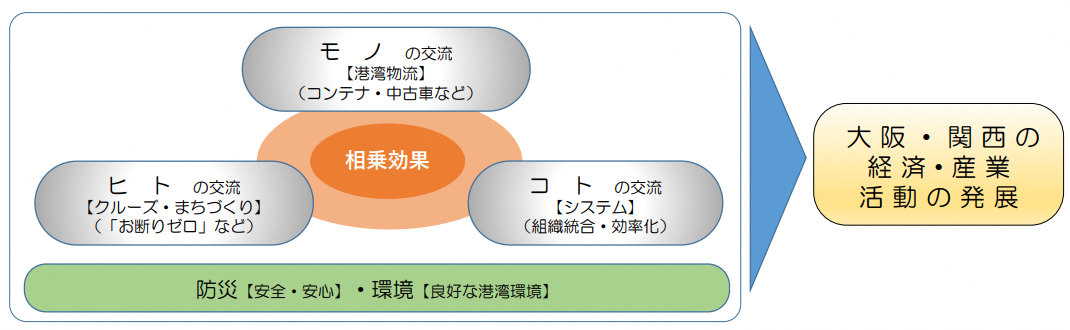 モ ノ の交流
【港湾物流】
（コンテナ・中古車など）
相乗効果
ヒ ト の交流
【クルーズ・まちづくり】
（「お断りゼロ」など）
コ ト の交流
【システム】
（組織統合・効率化）
防災【安全・安心】・環境【良好な港湾環境】
大阪・関西の
経済・産業
活動の発展